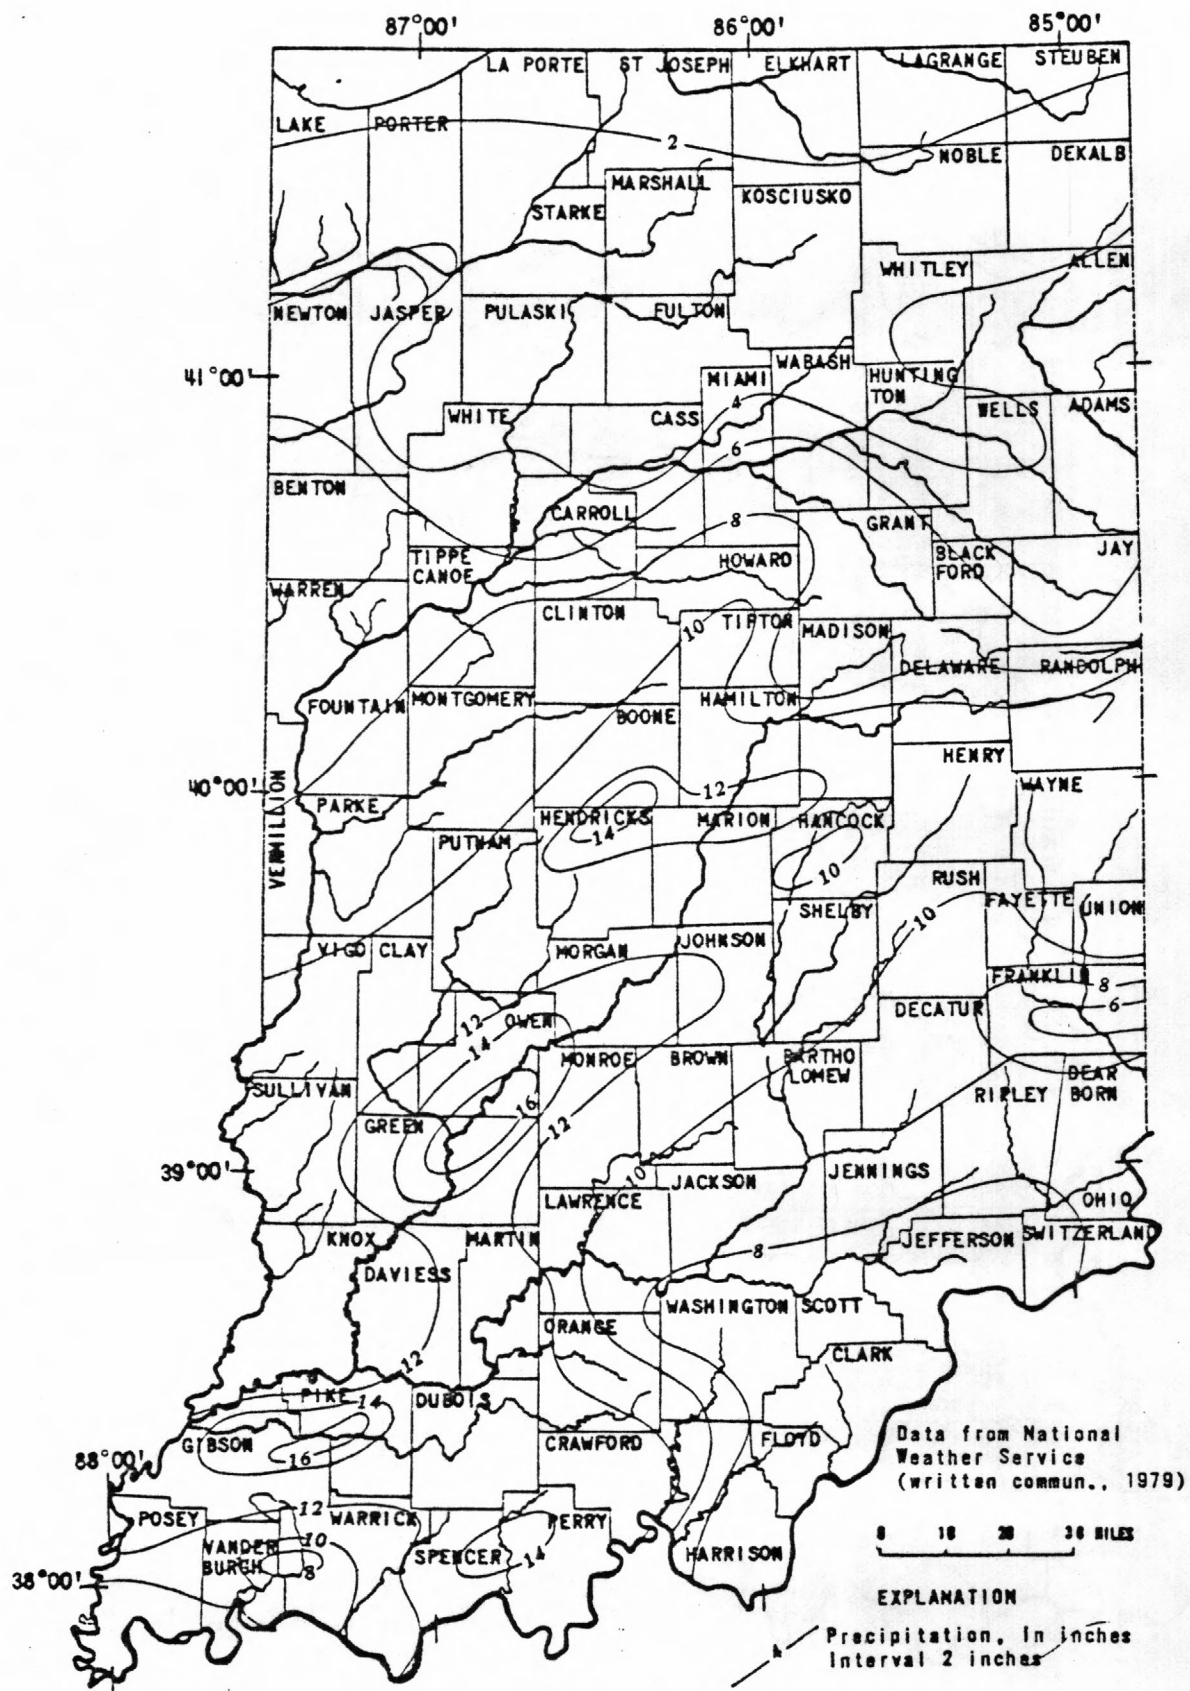 87°00' 86°00' 85°00'
LA PORTE ST JOSEPH ELKHART LAGRANGE STEUBEN
LAKE PORTER
2
NOBLE DEKALB
MARSHALL
KOSCIUSKO
STARKE
WHITLEY ALLEN
NEWTON JASPER PULASKI FULTON
41°00'
WABASH
MIAMI HUNTING
TON
4
WHITE CASS WELLS ADAMS
6
BENTON
CARROLL 8 GRANT
TIPPE
CANOE
HOWARD BLACK
FORD
JAY
WARREN
CLINTON TIPTON
10 MADISON
DELAWARE RANDOLPH
FOUNTAIN MONTGOMERY HAMILTON
BOONE
HENRY
40°00'
VERMILLION
PARKE 12 WAYNE
HENDRICKS MARION HANCOCK
14
PUTNAM
10
RUSH
FAYETTE
UNION
SHELBY 10
VIGO CLAY MORGAN JOHNSON
FRANKLIN 8
6
12 OWEN DECATUR
14
MONROE BROWN BARTHO
LOMEW
DEAR
BORN
SULLIVAN RIPLEY
16
GREEN 12
39°00'
10 JACKSON JENNINGS
LAWRENCE OHIO
KNOX MARTIN JEFFERSON SWITZERLAND
8
DAVIESS
WASHINGTON SCOTT
ORANGE
CLARK
12
PIKE 14 DUBOIS
GIBSON 16 CRAWFORD FLOYD
88°00'
Data from National
Weather Service
(written commun., 1979)
POSEY 12 WARRICK PERRY
VANDER
BURGH
10
8
SPENCER 14 HARRISON
0 10 20 30 MILES
38°00'
EXPLANATION
4 Precipitation, In inches
Interval 2 inches